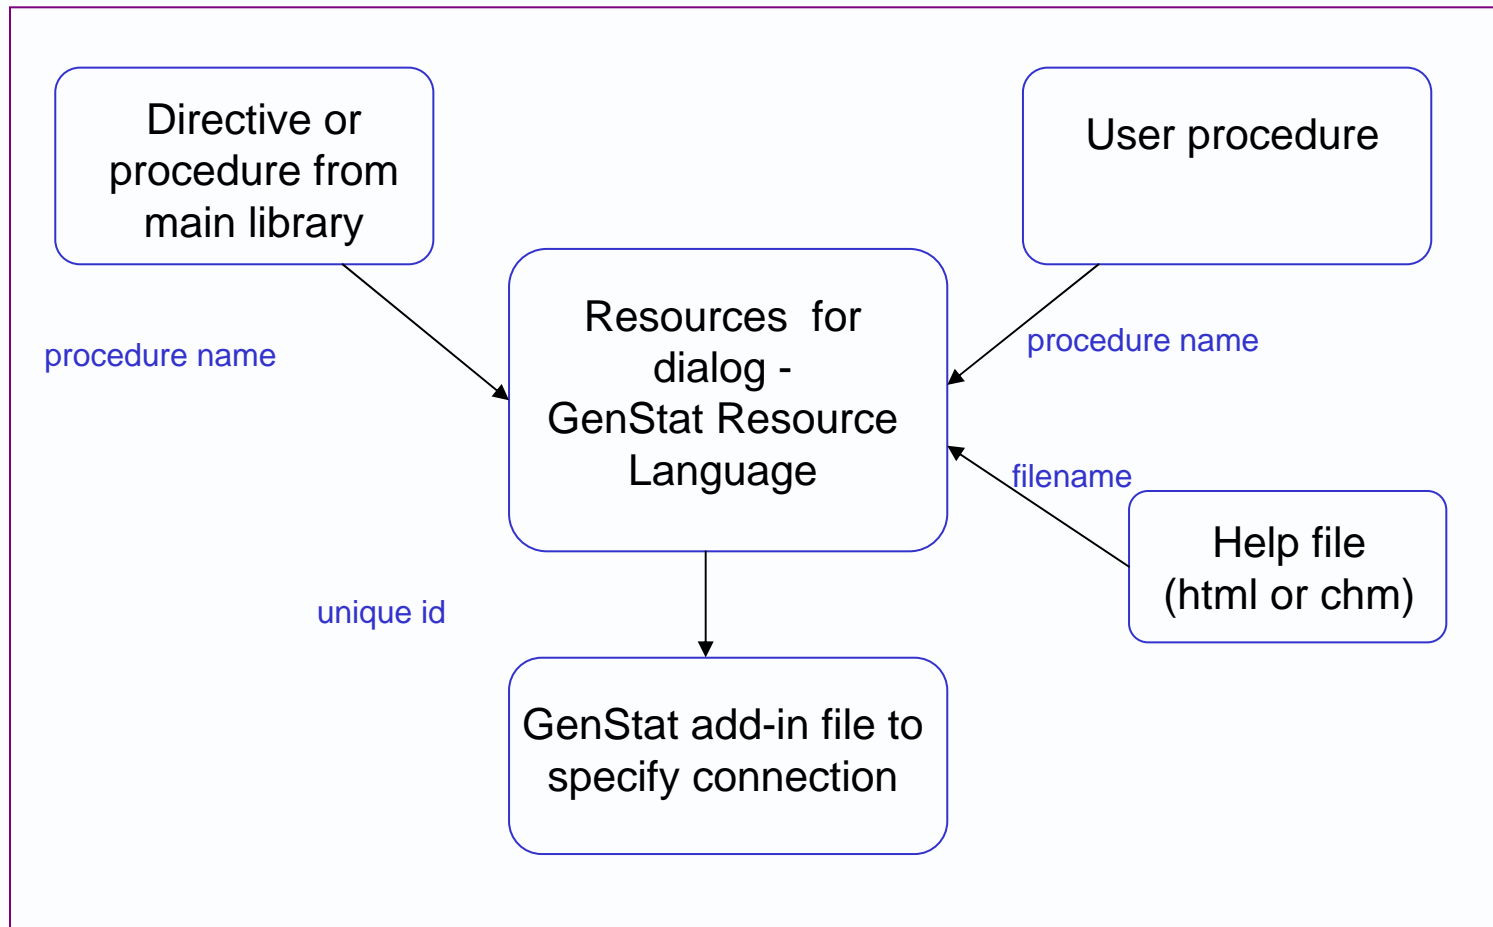 Directive or
procedure from
main library
User procedure
procedure name
Resources for
dialog -
GenStat Resource
Language
procedure name
filename
Help file
(html or chm)
unique id
GenStat add-in file to
specify connection